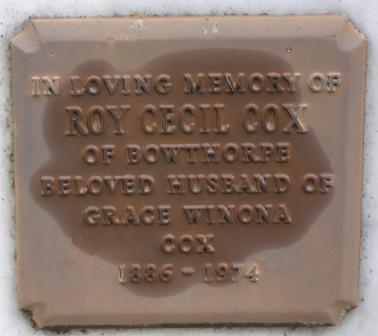 IN LOVING MEMORY OF
ROY CECIL COX
OF BOWTHORPE
BELOVED HUSBAND OF
GRACE WINONA
COX
1886 - 1974